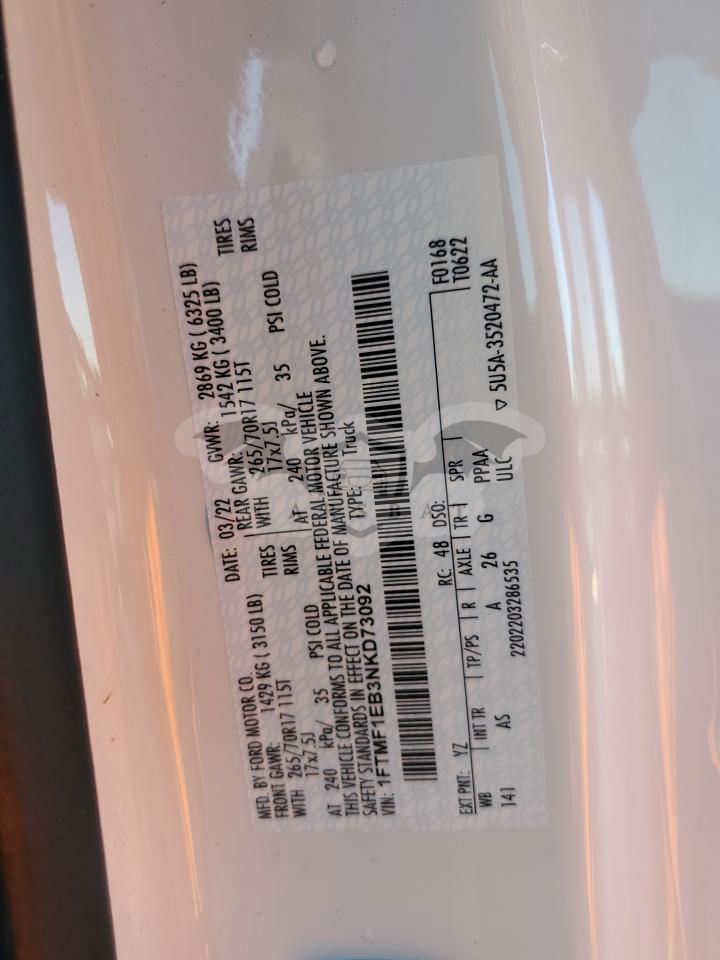 MFD. BY FORD MOTOR CO.
DATE: 03/22 GVWR: 2869 KG ( 6325 LB)
FRONT GAWR: 1429 KG ( 3150 LB) REAR GAWR: 1542 KG ( 3400 LB)
WITH 265/70R17 115T TIRES WITH 265/70R17 115T TIRES
17x7.5J RIMS 17x7.5J RIMS
AT 240 kPa/ 35 PSI COLD AT 240 kPa/ 35 PSI COLD
THIS VEHICLE CONFORMS TO ALL APPLICABLE FEDERAL MOTOR VEHICLE
SAFETY STANDARDS IN EFFECT ON THE DATE OF MANUFACTURE SHOWN ABOVE.
VIN: 1FTMF1EB3NKD73092 TYPE: Truck
F0168
EXT PNT: YZ RC: 48 DSO: T0622
WB INT TR TP/PS R AXLE TR SPR
141 AS A 26 G PPAA
2202203286535 ULC ▽ 5U5A-3520472-AA